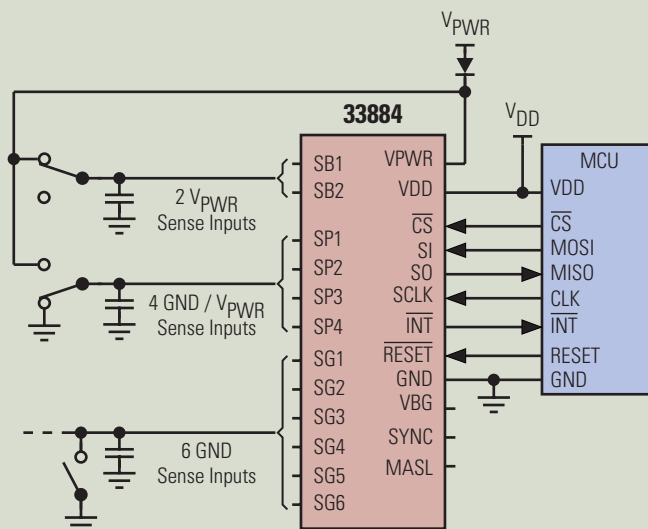 VPWR
33884
VDD
MCU
SB1
SB2
SP1
SP2
SP3
SP4
SG1
SG2
SG3
SG4
SG5
SG6
VPWR
VDD
CS
SI
SO
SCLK
INT
RESET
GND
VBG
SYNC
MASL
VDD
CS
MOSI
MISO
CLK
INT
RESET
GND
2 VPWR
Sense Inputs
4 GND / VPWR
Sense Inputs
6 GND
Sense Inputs